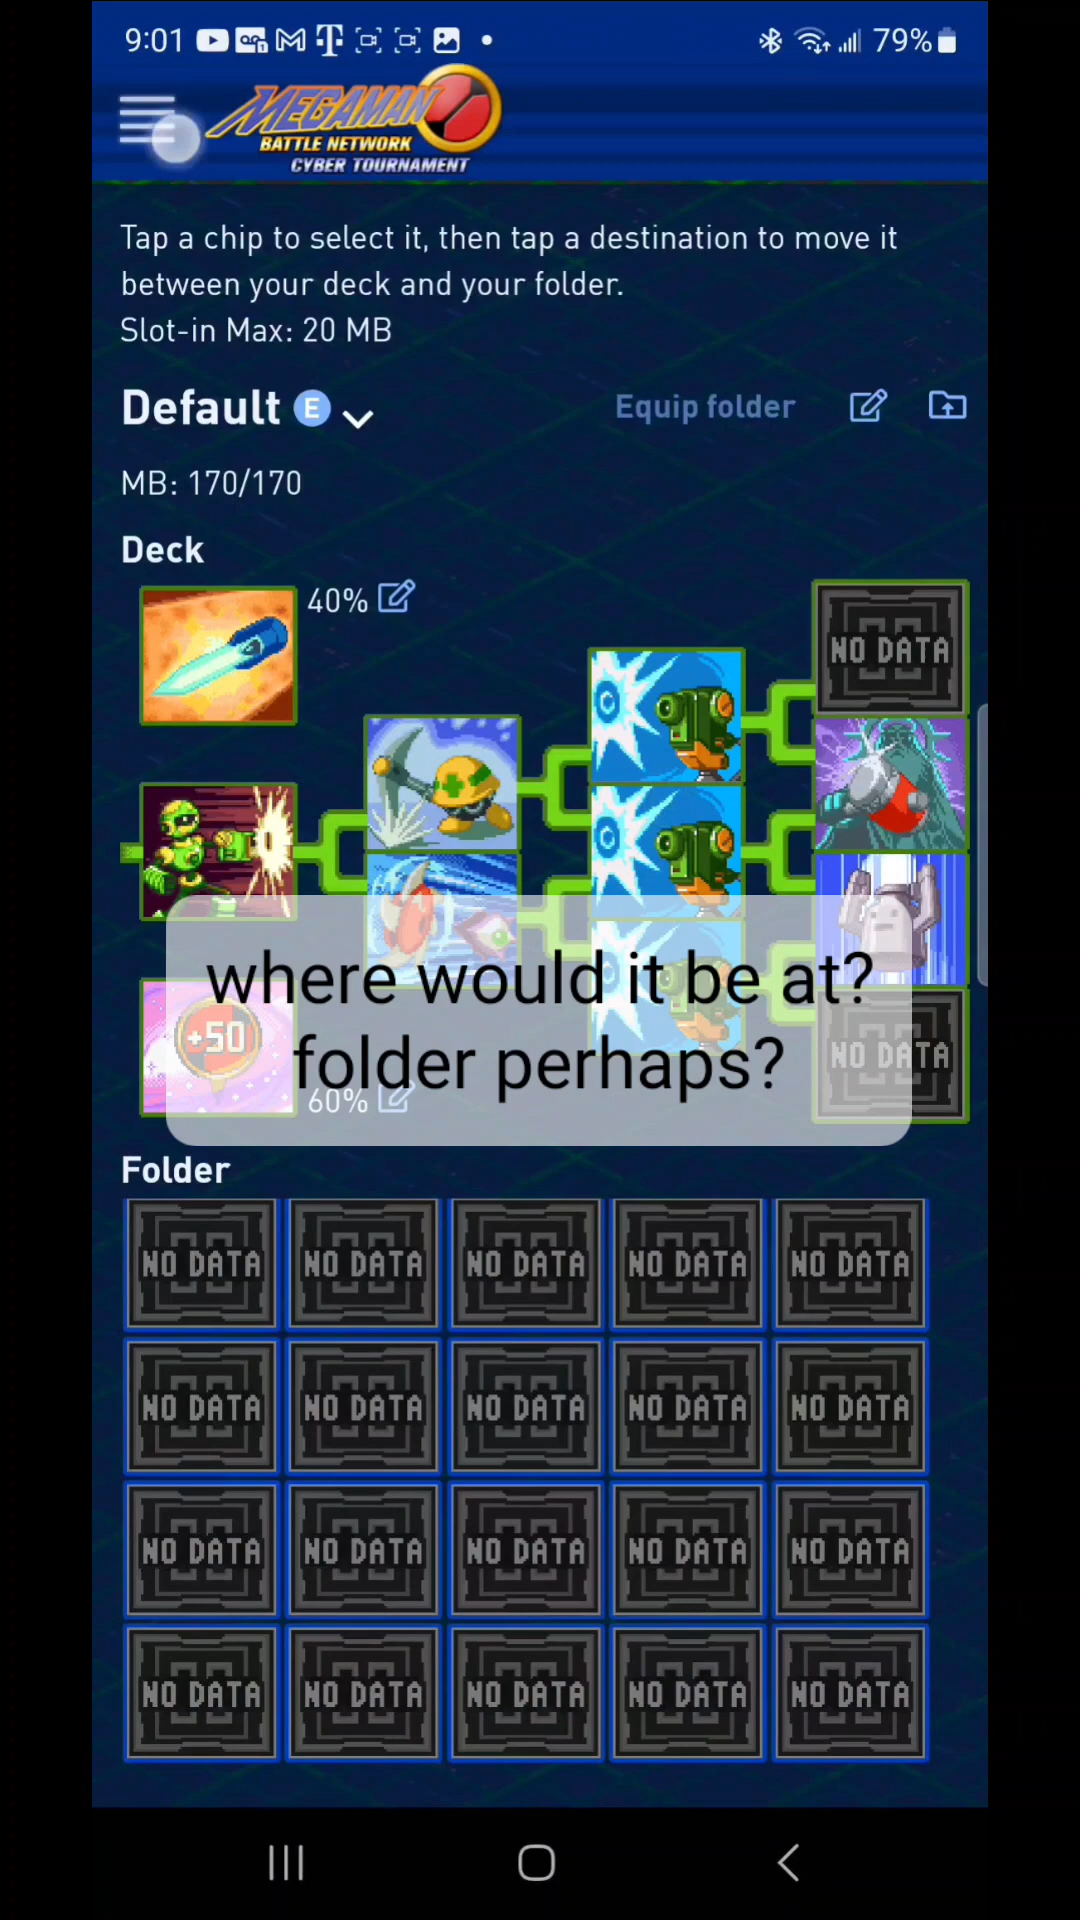 9:01
79%
MEGAMAN
BATTLE NETWORK
CYBER TOURNAMENT
Tap a chip to select it, then tap a destination to move it
between your deck and your folder.
Slot-in Max: 20 MB
Default E
Equip folder
MB: 170/170
Deck
40%
NO DATA
where would it be at?
folder perhaps?
+50
NO DATA
60%
Folder
NO DATA NO DATA NO DATA NO DATA NO DATA
NO DATA NO DATA NO DATA NO DATA NO DATA
NO DATA NO DATA NO DATA NO DATA NO DATA
NO DATA NO DATA NO DATA NO DATA NO DATA